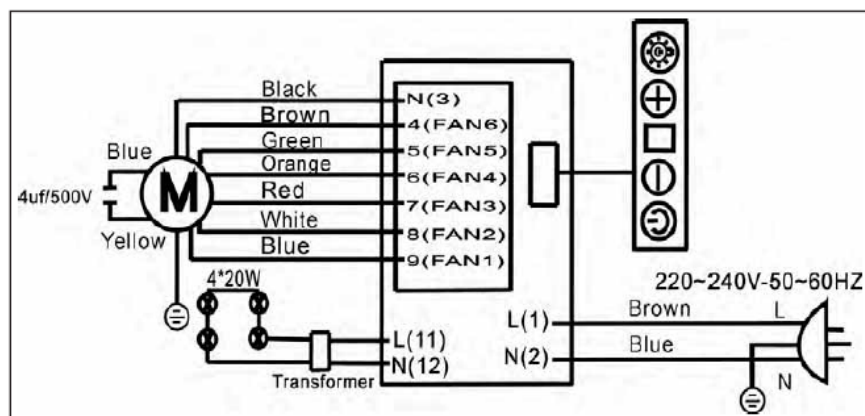 Black
N(3)
Brown
4(FAN6)
Green
5(FAN5)
Blue
Orange
6(FAN4)
4uf/500V
M
Red
7(FAN3)
White
8(FAN2)
Yellow
Blue
9(FAN1)
4*20W
220~240V-50~60HZ
L(1)
Brown
L
L(11)
N(2)
Blue
N(12)
N
Transformer